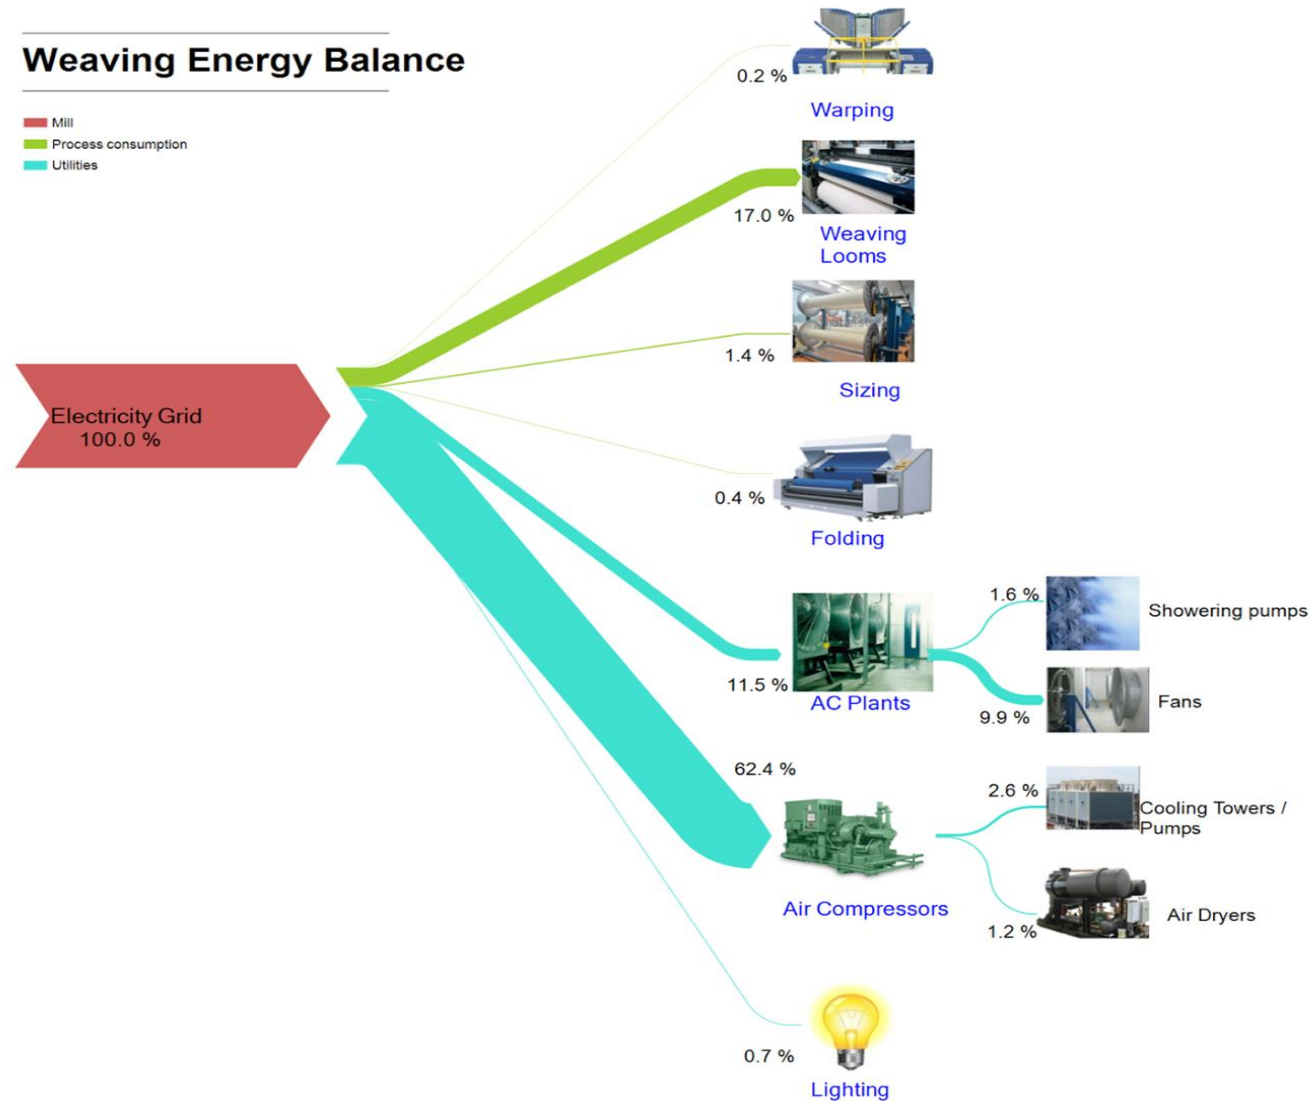 Weaving Energy Balance
Mill
Process consumption
Utilities
Electricity Grid
100.0 %
0.2 %
Warping
17.0 %
Weaving
Looms
1.4 %
Sizing
0.4 %
Folding
11.5 %
AC Plants
1.6 %
Showering pumps
9.9 %
Fans
62.4 %
Air Compressors
2.6 %
Cooling Towers /
Pumps
1.2 %
Air Dryers
0.7 %
Lighting